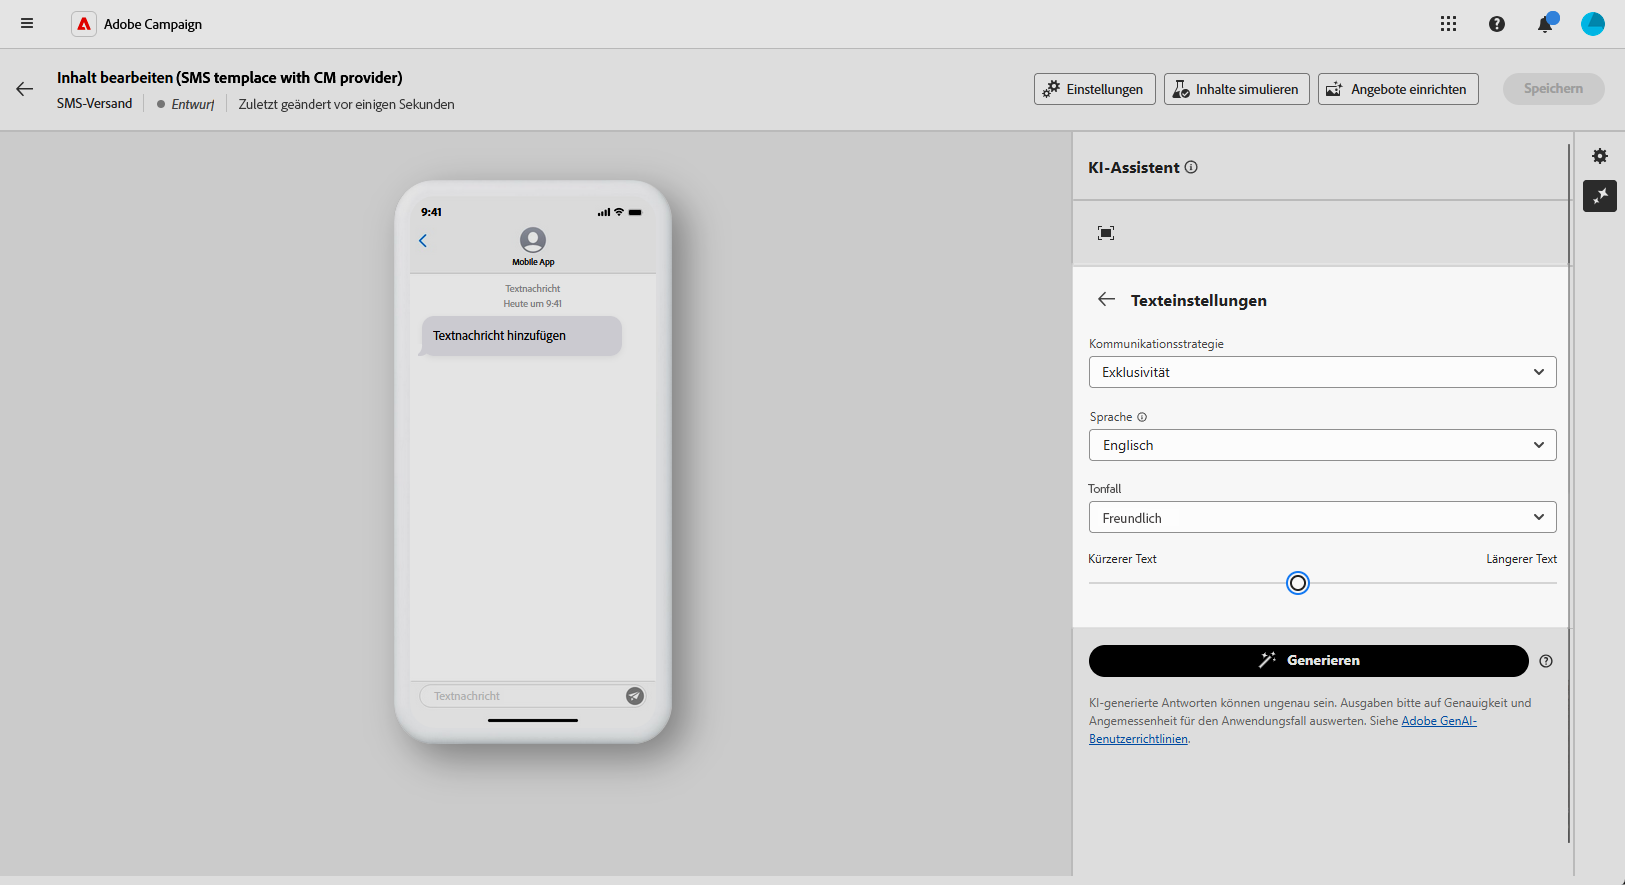 Adobe Campaign
Inhalt bearbeiten (SMS templace with CM provider)
SMS-Versand
Entwurf
Zuletzt geändert vor einigen Sekunden
Einstellungen
Inhalte simulieren
Angebote einrichten
Speichern
9:41
Mobile App
Textnachricht
Heute um 9:41
Textnachricht hinzufügen
Textnachricht
KI-Assistent
Texteinstellungen
Kommunikationsstrategie
Exklusivität
Sprache
Englisch
Tonfall
Freundlich
Kürzerer Text
Längerer Text
Generieren
KI-generierte Antworten können ungenau sein. Ausgaben bitte auf Genauigkeit und
Angemessenheit für den Anwendungsfall auswerten. Siehe Adobe GenAI-
Benutzerrichtlinien.